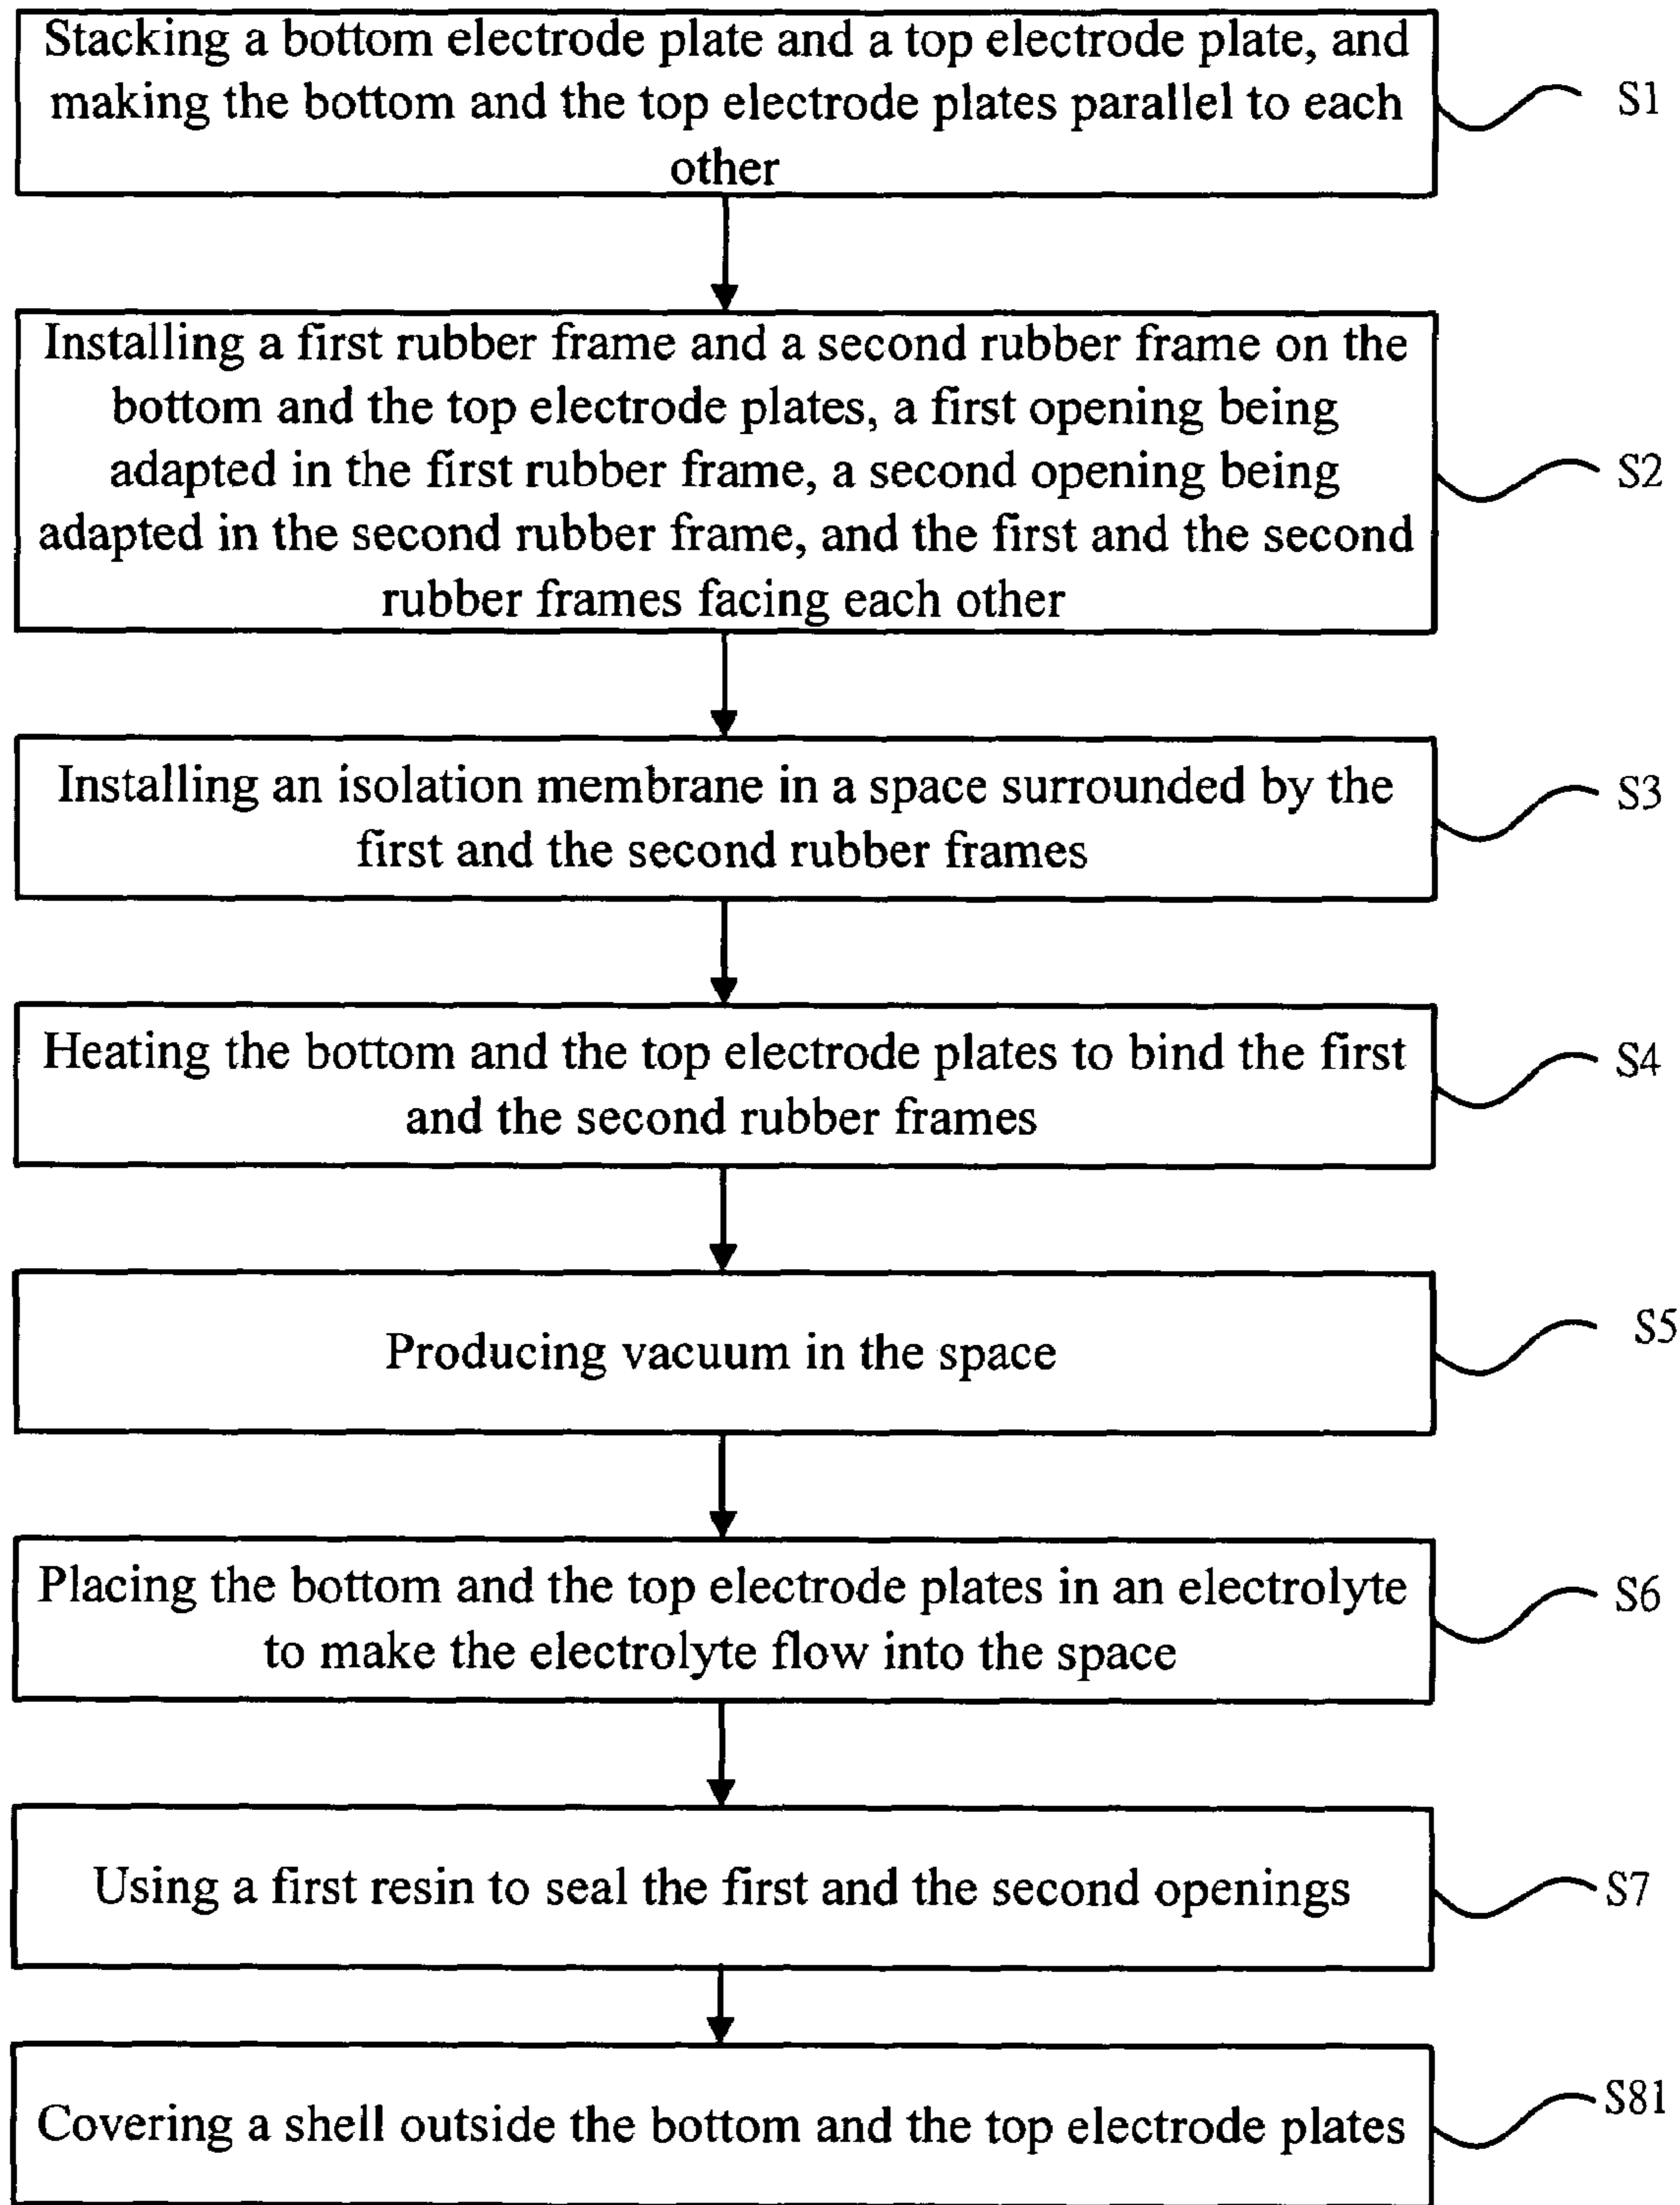 Stacking a bottom electrode plate and a top electrode plate, and
making the bottom and the top electrode plates parallel to each
other
S1
Installing a first rubber frame and a second rubber frame on the
bottom and the top electrode plates, a first opening being
adapted in the first rubber frame, a second opening being
adapted in the second rubber frame, and the first and the second
rubber frames facing each other
S2
Installing an isolation membrane in a space surrounded by the
first and the second rubber frames
S3
Heating the bottom and the top electrode plates to bind the first
and the second rubber frames
S4
Producing vacuum in the space
S5
Placing the bottom and the top electrode plates in an electrolyte
to make the electrolyte flow into the space
S6
Using a first resin to seal the first and the second openings
S7
Covering a shell outside the bottom and the top electrode plates
S81